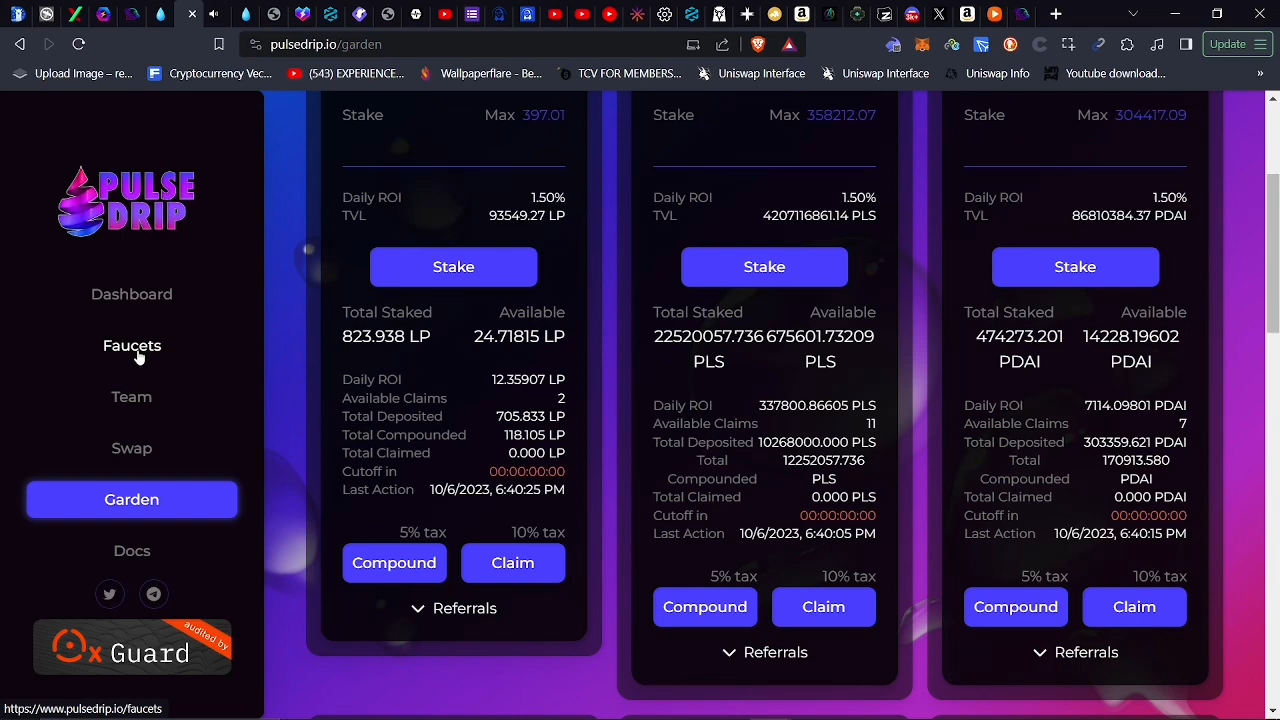 3k+
pulsedrip.io/garden
Update
Upload Image – re...
Cryptocurrency Vec...
(543) EXPERIENCE...
Wallpaperflare - Be...
TCV FOR MEMBERS...
Uniswap Interface
Uniswap Interface
Uniswap Info
Youtube download...
»
PULSE
DRIP
Dashboard
Faucets
Team
Swap
Garden
Docs
audited by
x Guard
https://www.pulsedrip.io/faucets
Stake Max 397.01
Daily ROI 1.50%
TVL 93549.27 LP
Stake
Total Staked Available
823.938 LP 24.71815 LP
Daily ROI 12.35907 LP
Available Claims 2
Total Deposited 705.833 LP
Total Compounded 118.105 LP
Total Claimed 0.000 LP
Cutoff in 00:00:00:00
Last Action 10/6/2023, 6:40:25 PM
5% tax 10% tax
Compound Claim
Referrals
Stake Max 358212.07
Daily ROI 1.50%
TVL 4207116861.14 PLS
Stake
Total Staked Available
22520057.736 675601.73209
PLS PLS
Daily ROI 337800.86605 PLS
Available Claims 11
Total Deposited 10268000.000 PLS
Total 12252057.736
Compounded PLS
Total Claimed 0.000 PLS
Cutoff in 00:00:00:00
Last Action 10/6/2023, 6:40:05 PM
5% tax 10% tax
Compound Claim
Referrals
Stake Max 304417.09
Daily ROI 1.50%
TVL 86810384.37 PDAI
Stake
Total Staked Available
474273.201 14228.19602
PDAI PDAI
Daily ROI 7114.09801 PDAI
Available Claims 7
Total Deposited 303359.621 PDAI
Total 170913.580
Compounded PDAI
Total Claimed 0.000 PDAI
Cutoff in 00:00:00:00
Last Action 10/6/2023, 6:40:15 PM
5% tax 10% tax
Compound Claim
Referrals